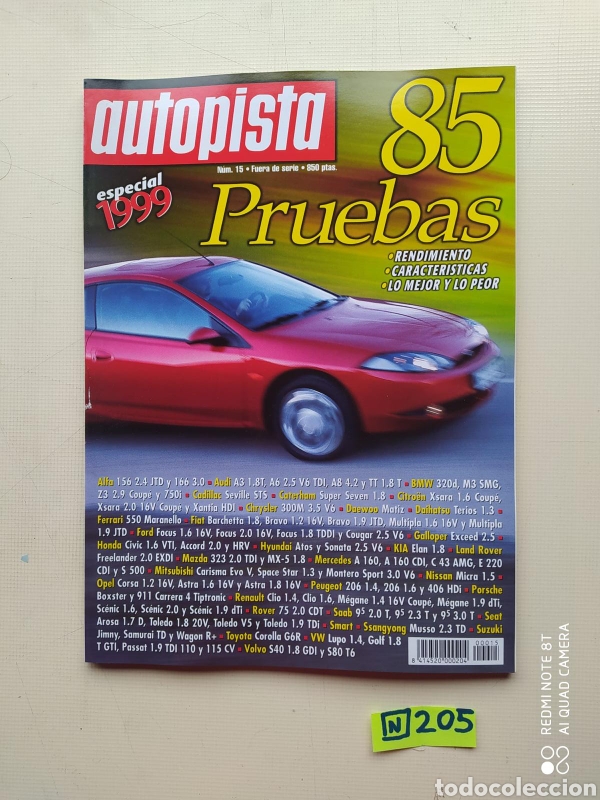 autopista
85
Núm. 15 • Fuera de serie • 850 ptas.
especial
1999
Pruebas
• RENDIMIENTO
• CARACTERISTICAS
• LO MEJOR Y LO PEOR
Alfa 156 2.4 JTD y 166 3.0 • Audi A3 1.8T, A6 2.5 V6 TDI, A8 4.2 y TT 1.8 T • BMW 320d, M3 SMG,
Z3 2.9 Coupé y 750i • Cadillac Seville STS • Caterham Super Seven 1.8 • Citroën Xsara 1.6 Coupé,
Xsara 2.0 16V Coupé y Xantia HDI • Chrysler 300M 3.5 V6 • Daewoo Matiz • Daihatsu Terios 1.3 •
Ferrari 550 Maranello • Fiat Barchetta 1.8, Bravo 1.2 16V, Bravo 1.9 JTD, Multipla 1.6 16V y Multipla
1.9 JTD • Ford Focus 1.6 16V, Focus 2.0 16V, Focus 1.8 TDDI y Cougar 2.5 V6 • Galloper Exceed 2.5 •
Honda Civic 1.6 VTI, Accord 2.0 y HRV • Hyundai Atos y Sonata 2.5 V6 • KIA Elan 1.8 • Land Rover
Freelander 2.0 EXDI • Mazda 323 2.0 TDI y MX-5 1.8 • Mercedes A 160, A 160 CDI, C 43 AMG, E 220
CDI y S 500 • Mitsubishi Carisma Evo V, Space Star 1.3 y Montero Sport 3.0 V6 • Nissan Micra 1.5 •
Opel Corsa 1.2 16V, Astra 1.6 16V y Astra 1.8 16V • Peugeot 206 1.4, 206 1.6 y 406 HDi • Porsche
Boxster y 911 Carrera 4 Tiptronic • Renault Clio 1.4, Clio 1.6, Mégane 1.4 16V Coupé, Mégane 1.9 dTi,
Scénic 1.6, Scénic 2.0 y Scénic 1.9 dTi • Rover 75 2.0 CDT • Saab 9⁵ 2.0 T, 9⁵ 2.3 T y 9⁵ 3.0 T • Seat
Arosa 1.7 D, Toledo 1.8 20V, Toledo V5 y Toledo 1.9 TDi • Smart • Ssangyong Musso 2.3 TD • Suzuki
Jimny, Samurai TD y Wagon R+ • Toyota Corolla G6R • VW Lupo 1.4, Golf 1.8
T GTI, Passat 1.9 TDI 110 y 115 CV • Volvo S40 1.8 GDI y S80 T6
00015
N 205
REDMI NOTE 8T
AI QUAD CAMERA
todocoleccion